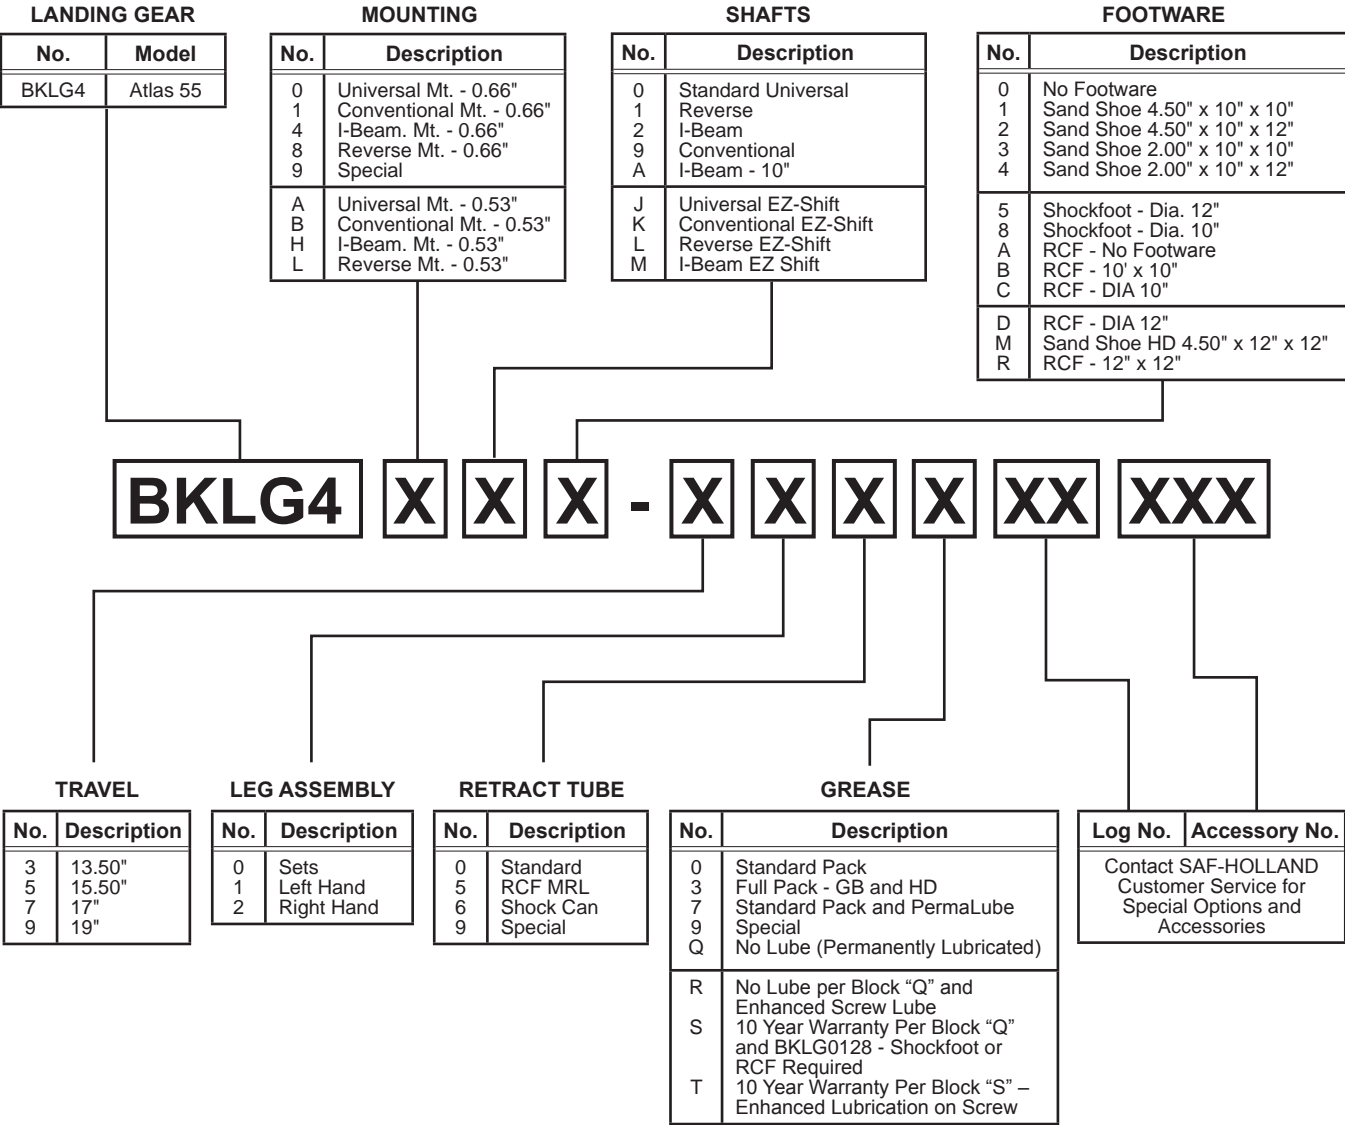 LANDING GEAR
No. Model
BKLG4 Atlas 55
MOUNTING
No. Description
0 Universal Mt. - 0.66"
1 Conventional Mt. - 0.66"
4 I-Beam. Mt. - 0.66"
8 Reverse Mt. - 0.66"
9 Special
A Universal Mt. - 0.53"
B Conventional Mt. - 0.53"
H I-Beam. Mt. - 0.53"
L Reverse Mt. - 0.53"
SHAFTS
No. Description
0 Standard Universal
1 Reverse
2 I-Beam
9 Conventional
A I-Beam - 10"
J Universal EZ-Shift
K Conventional EZ-Shift
L Reverse EZ-Shift
M I-Beam EZ Shift
FOOTWARE
No. Description
0 No Footware
1 Sand Shoe 4.50" x 10" x 10"
2 Sand Shoe 4.50" x 10" x 12"
3 Sand Shoe 2.00" x 10" x 10"
4 Sand Shoe 2.00" x 10" x 12"
5 Shockfoot - Dia. 12"
8 Shockfoot - Dia. 10"
A RCF - No Footware
B RCF - 10' x 10"
C RCF - DIA 10"
D RCF - DIA 12"
M Sand Shoe HD 4.50" x 12" x 12"
R RCF - 12" x 12"
BKLG4 X X X - X X X X XX XXX
TRAVEL
No. Description
3 13.50"
5 15.50"
7 17"
9 19"
LEG ASSEMBLY
No. Description
0 Sets
1 Left Hand
2 Right Hand
RETRACT TUBE
No. Description
0 Standard
5 RCF MRL
6 Shock Can
9 Special
GREASE
No. Description
0 Standard Pack
3 Full Pack - GB and HD
7 Standard Pack and PermaLube
9 Special
Q No Lube (Permanently Lubricated)
R No Lube per Block “Q” and
Enhanced Screw Lube
S 10 Year Warranty Per Block “Q”
and BKLG0128 - Shockfoot or
RCF Required
T 10 Year Warranty Per Block “S” –
Enhanced Lubrication on Screw
Log No. Accessory No.
Contact SAF-HOLLAND
Customer Service for
Special Options and
Accessories